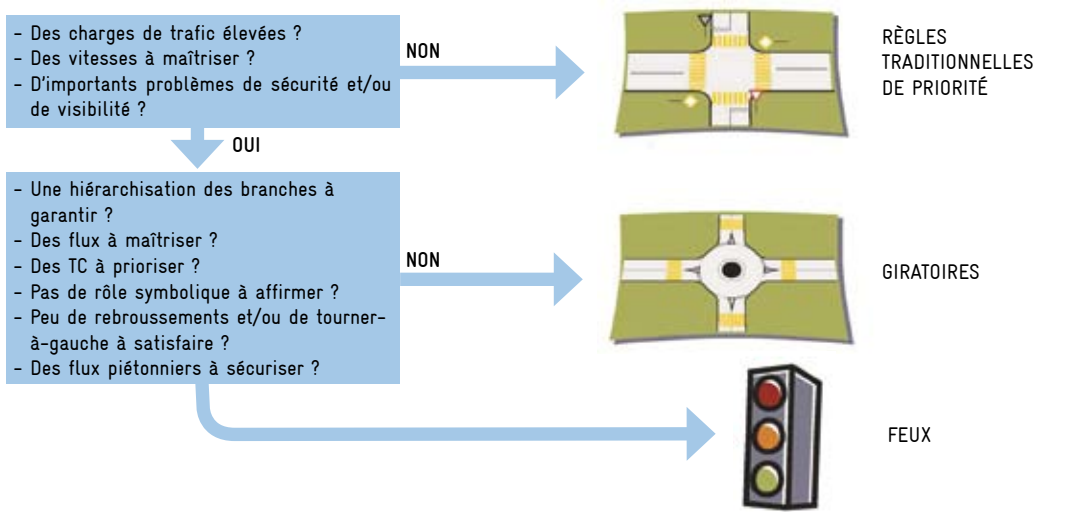 - Des charges de trafic élevées ?
- Des vitesses à maîtriser ?
- D'importants problèmes de sécurité et/ou
de visibilité ?
NON
RÈGLES
TRADITIONNELLES
DE PRIORITÉ
OUI
- Une hiérarchisation des branches à
garantir ?
- Des flux à maîtriser ?
- Des TC à prioriser ?
- Pas de rôle symbolique à affirmer ?
- Peu de rebroussements et/ou de tourner-
à-gauche à satisfaire ?
- Des flux piétonniers à sécuriser ?
NON
GIRATOIRES
FEUX